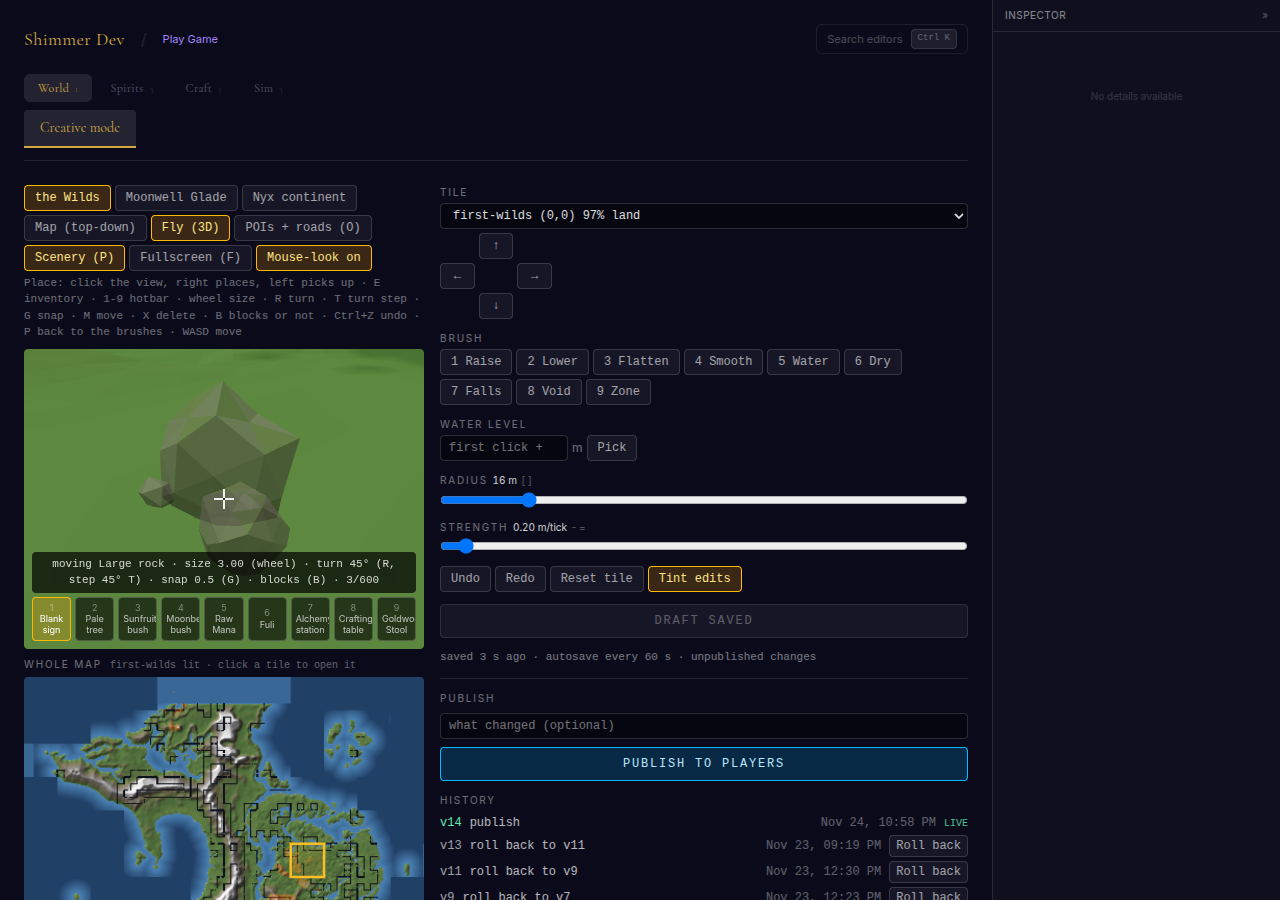 Shimmer Dev / Play Game
Search editors Ctrl K
World Spirits Craft Sim
Creative mode
the Wilds Moonwell Glade Nyx continent
Map (top-down) Fly (3D) POIs + roads (O)
Scenery (P) Fullscreen (F) Mouse-look on
Place: click the view, right places, left picks up · E
inventory · 1-9 hotbar · wheel size · R turn · T turn step ·
G snap · M move · X delete · B blocks or not · Ctrl+Z undo ·
P back to the brushes · WASD move
moving Large rock · size 3.00 (wheel) · turn 45° (R,
step 45° T) · snap 0.5 (G) · blocks (B) · 3/600
1 Blank sign
2 Pale tree
3 Sunfruit bush
4 Moonbe bush
5 Raw Mana
6 Fuli
7 Alchemy station
8 Crafting table
9 Goldwo Stool
WHOLE MAP first-wilds lit · click a tile to open it
TILE
first-wilds (0,0) 97% land
↑
← →
↓
BRUSH
1 Raise 2 Lower 3 Flatten 4 Smooth 5 Water 6 Dry
7 Falls 8 Void 9 Zone
WATER LEVEL
first click + m Pick
RADIUS 16 m [ ]
STRENGTH 0.20 m/tick - =
Undo Redo Reset tile Tint edits
DRAFT SAVED
saved 3 s ago · autosave every 60 s · unpublished changes
PUBLISH
what changed (optional)
PUBLISH TO PLAYERS
HISTORY
v14 publish Nov 24, 10:58 PM LIVE
v13 roll back to v11 Nov 23, 09:19 PM Roll back
v11 roll back to v9 Nov 23, 12:30 PM Roll back
v9 roll back to v7 Nov 23, 12:23 PM Roll back
INSPECTOR »
No details available